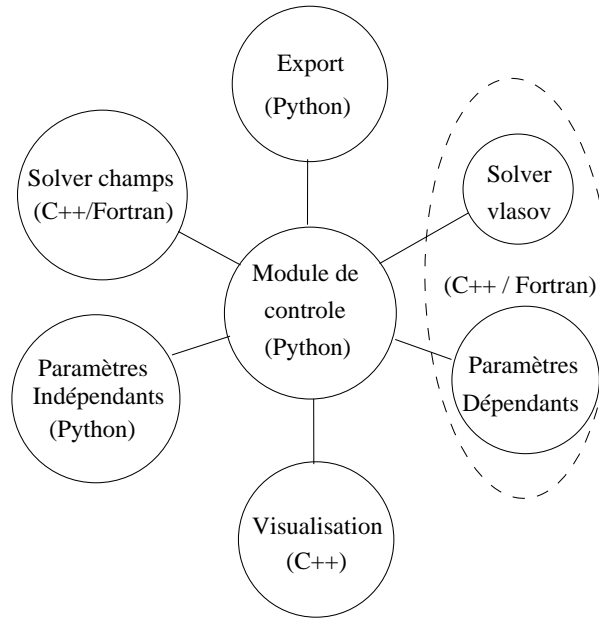 Export
(Python)
Solver champs
(C++/Fortran)
Solver
vlasov
Module de
controle
(Python)
(C++ / Fortran)
Paramètres
Indépendants
(Python)
Paramètres
Dépendants
Visualisation
(C++)